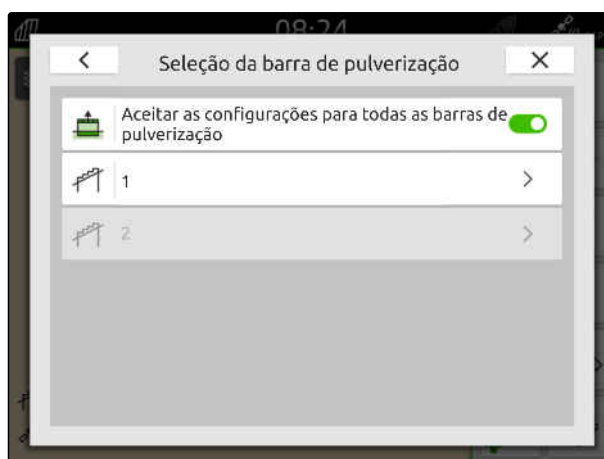 08:24
Seleção da barra de pulverização
Aceitar as configurações para todas as barras de
pulverização
1
2